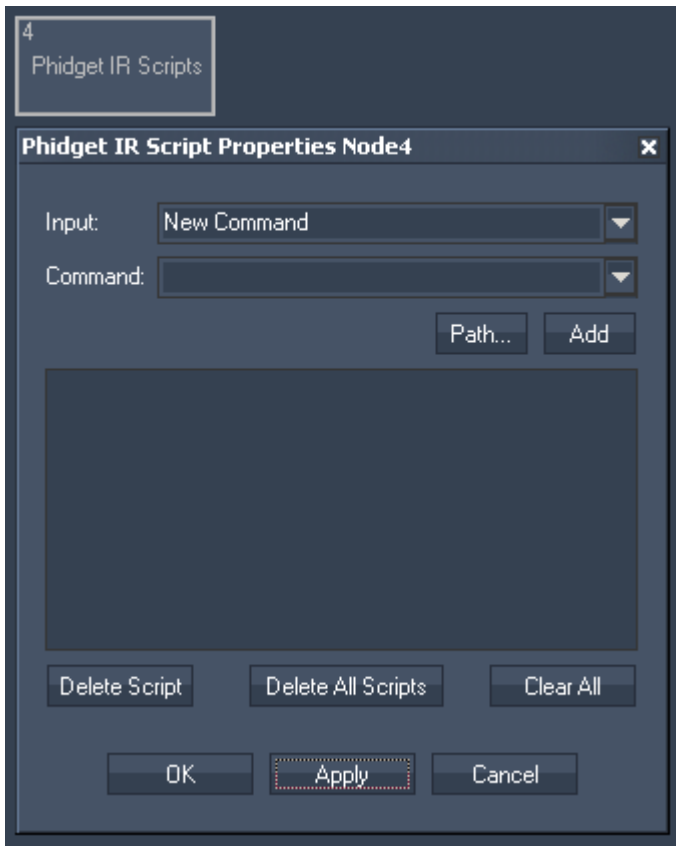 4
Phidget IR Scripts
Phidget IR Script Properties Node4
Input: New Command
Command:
Path... Add
Delete Script Delete All Scripts Clear All
OK Apply Cancel